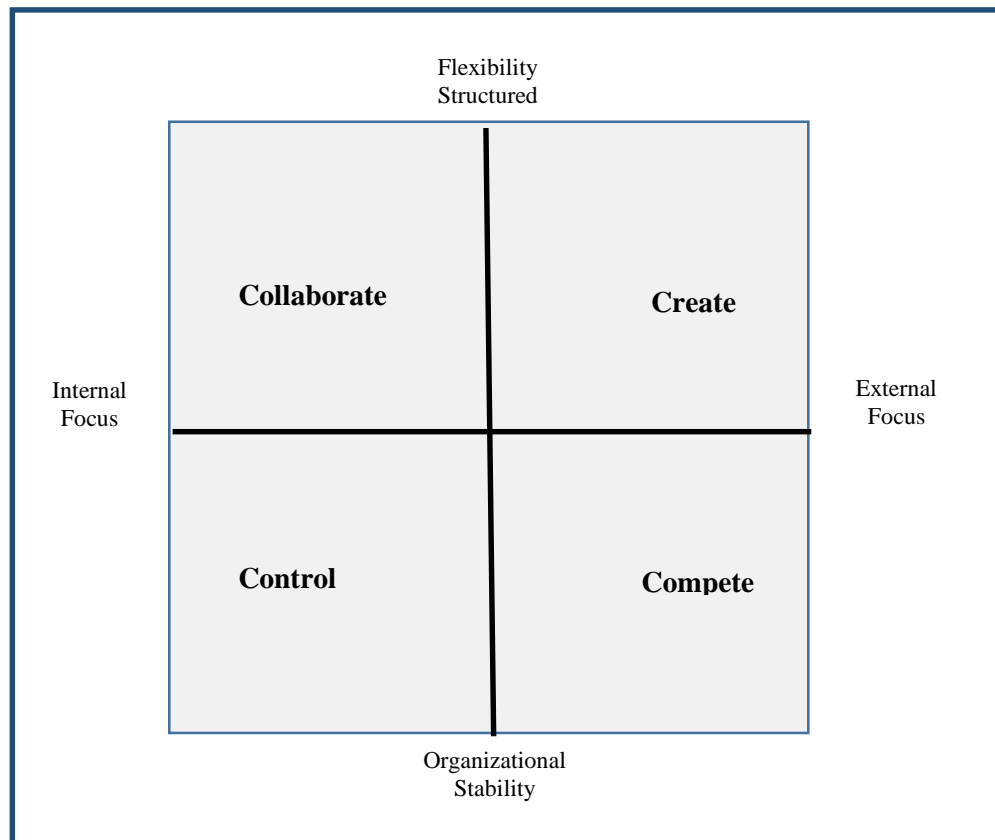 Flexibility
Structured
Collaborate
Create
Internal
Focus
External
Focus
Control
Compete
Organizational
Stability